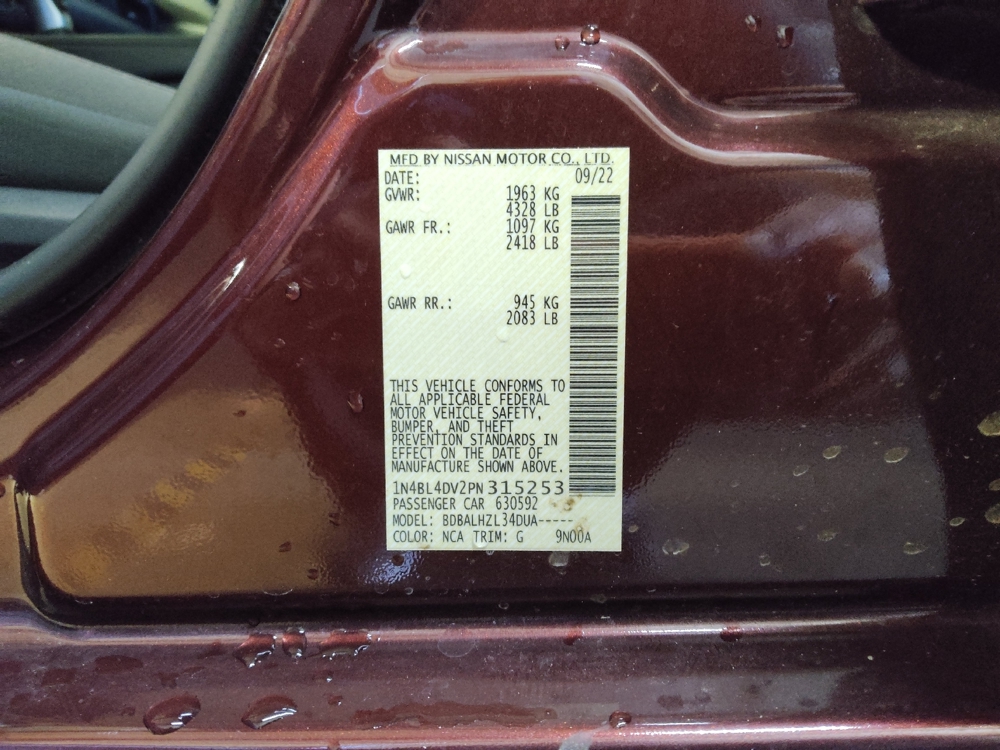 MFD BY NISSAN MOTOR CO., LTD.
DATE: 09/22
GVWR: 1963 KG
4328 LB
GAWR FR.: 1097 KG
2418 LB
GAWR RR.: 945 KG
2083 LB
THIS VEHICLE CONFORMS TO
ALL APPLICABLE FEDERAL
MOTOR VEHICLE SAFETY,
BUMPER, AND THEFT
PREVENTION STANDARDS IN
EFFECT ON THE DATE OF
MANUFACTURE SHOWN ABOVE.
1N4BL4DV2PN315253
PASSENGER CAR 630592
MODEL: BDBALHZL34DUA-----
COLOR: NCA TRIM: G 9N00A